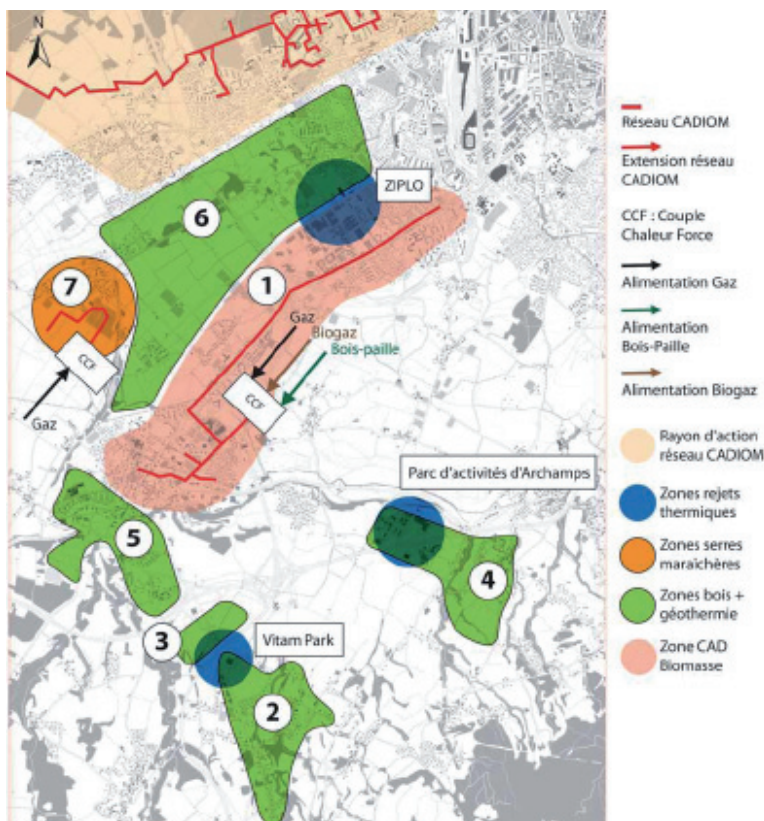 N
6
ZIPLO
7
1
CCF
Gaz
Gaz
Biogaz
Bois-paille
CCF
Parc d'activités d'Archamps
5
4
3
Vitam Park
2
Réseau CADIOM
Extension réseau
CADIOM
CCF : Couple
Chaleur Force
Alimentation Gaz
Alimentation
Bois-Paille
Alimentation Biogaz
Rayon d'action
réseau CADIOM
Zones rejets
thermiques
Zones serres
maraîchères
Zones bois +
géothermie
Zone CAD
Biomasse